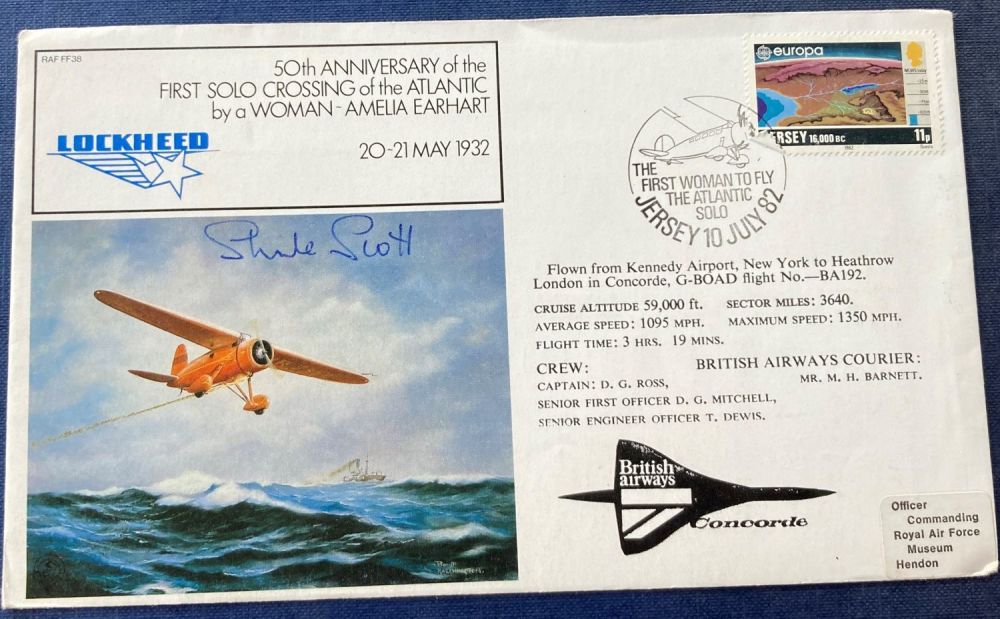 RAF FF38
50th ANNIVERSARY of the
FIRST SOLO CROSSING of the ATLANTIC
by a WOMAN - AMELIA EARHART
LOCKHEED
20-21 MAY 1932
europa
JERSEY 16,000 BC
11p
1982
THE
FIRST WOMAN TO FLY
THE ATLANTIC
SOLO
JERSEY 10 JULY 82
Scott
Flown from Kennedy Airport, New York to Heathrow
London in Concorde, G-BOAD flight No.—BA192.
CRUISE ALTITUDE 59,000 ft. SECTOR MILES: 3640.
AVERAGE SPEED: 1095 MPH. MAXIMUM SPEED: 1350 MPH.
FLIGHT TIME: 3 HRS. 19 MINS.
CREW: BRITISH AIRWAYS COURIER:
CAPTAIN: D. G. ROSS, MR. M. H. BARNETT.
SENIOR FIRST OFFICER D. G. MITCHELL,
SENIOR ENGINEER OFFICER T. DEWIS.
British
airways
Concorde
Officer
Commanding
Royal Air Force
Museum
Hendon